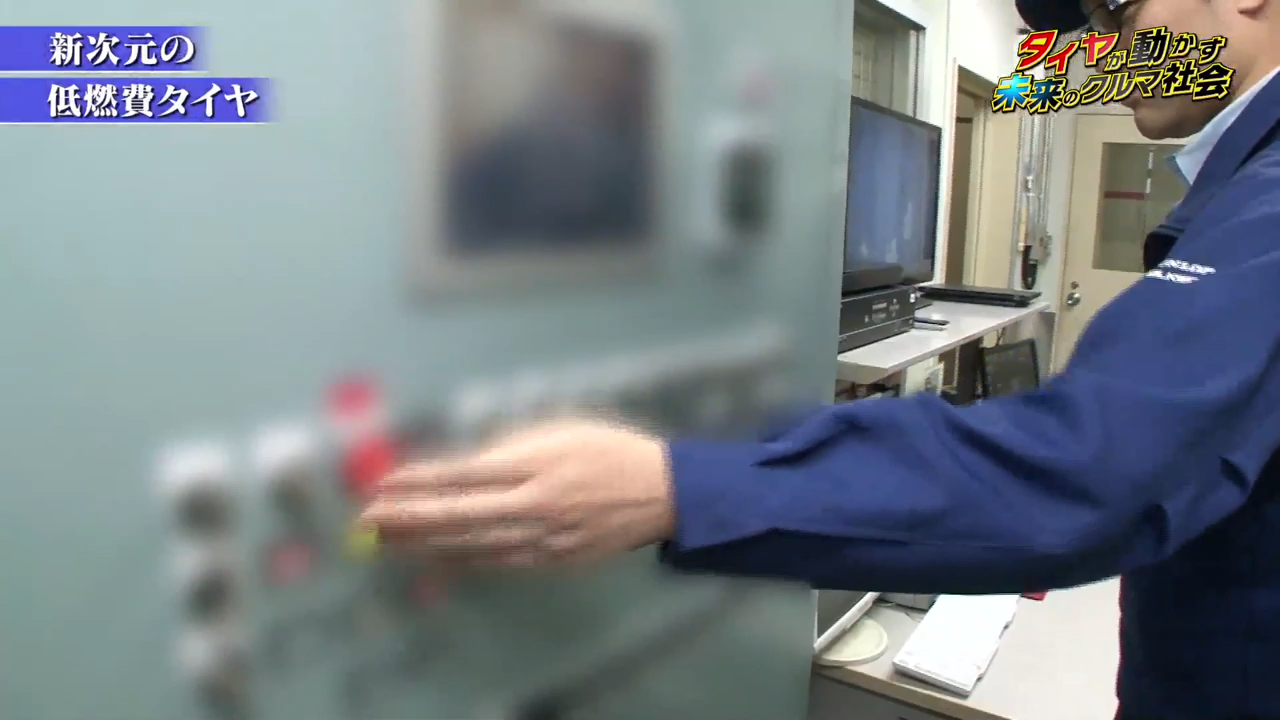 新次元の
低燃費タイヤ
タイヤが動かす
未来のクルマ社会